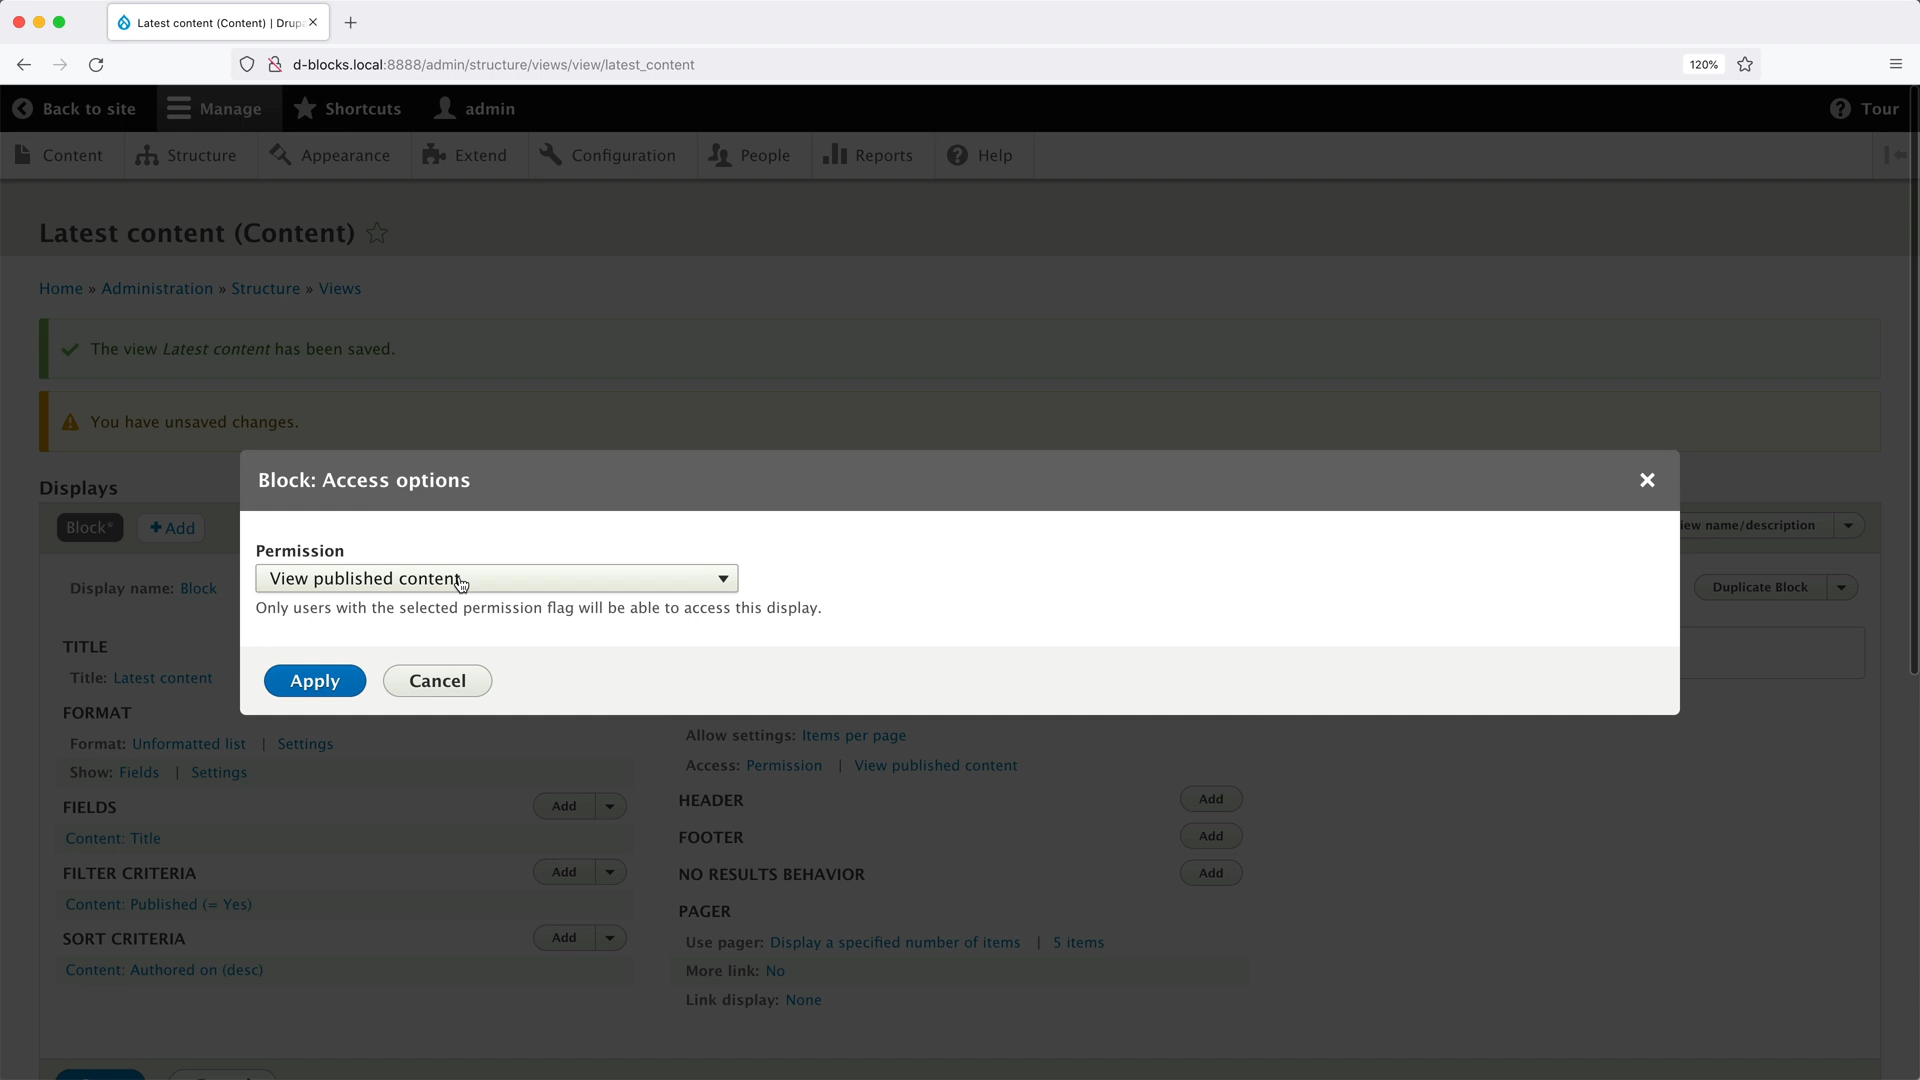 Latest content (Content) | Drup
d-blocks.local:8888/admin/structure/views/view/latest_content
120%
Back to site
Manage
Shortcuts
admin
Tour
Content
Structure
Appearance
Extend
Configuration
People
Reports
Help
Latest content (Content)
Home » Administration » Structure » Views
The view Latest content has been saved.
You have unsaved changes.
Displays
Block*
Add
iew name/description
Display name: Block
Duplicate Block
Block: Access options
Permission
View published content
Only users with the selected permission flag will be able to access this display.
Apply
Cancel
TITLE
Title: Latest content
FORMAT
Format: Unformatted list | Settings
Show: Fields | Settings
FIELDS
Add
Content: Title
FILTER CRITERIA
Add
Content: Published (= Yes)
SORT CRITERIA
Add
Content: Authored on (desc)
Allow settings: Items per page
Access: Permission | View published content
HEADER
Add
FOOTER
Add
NO RESULTS BEHAVIOR
Add
PAGER
Use pager: Display a specified number of items | 5 items
More link: No
Link display: None